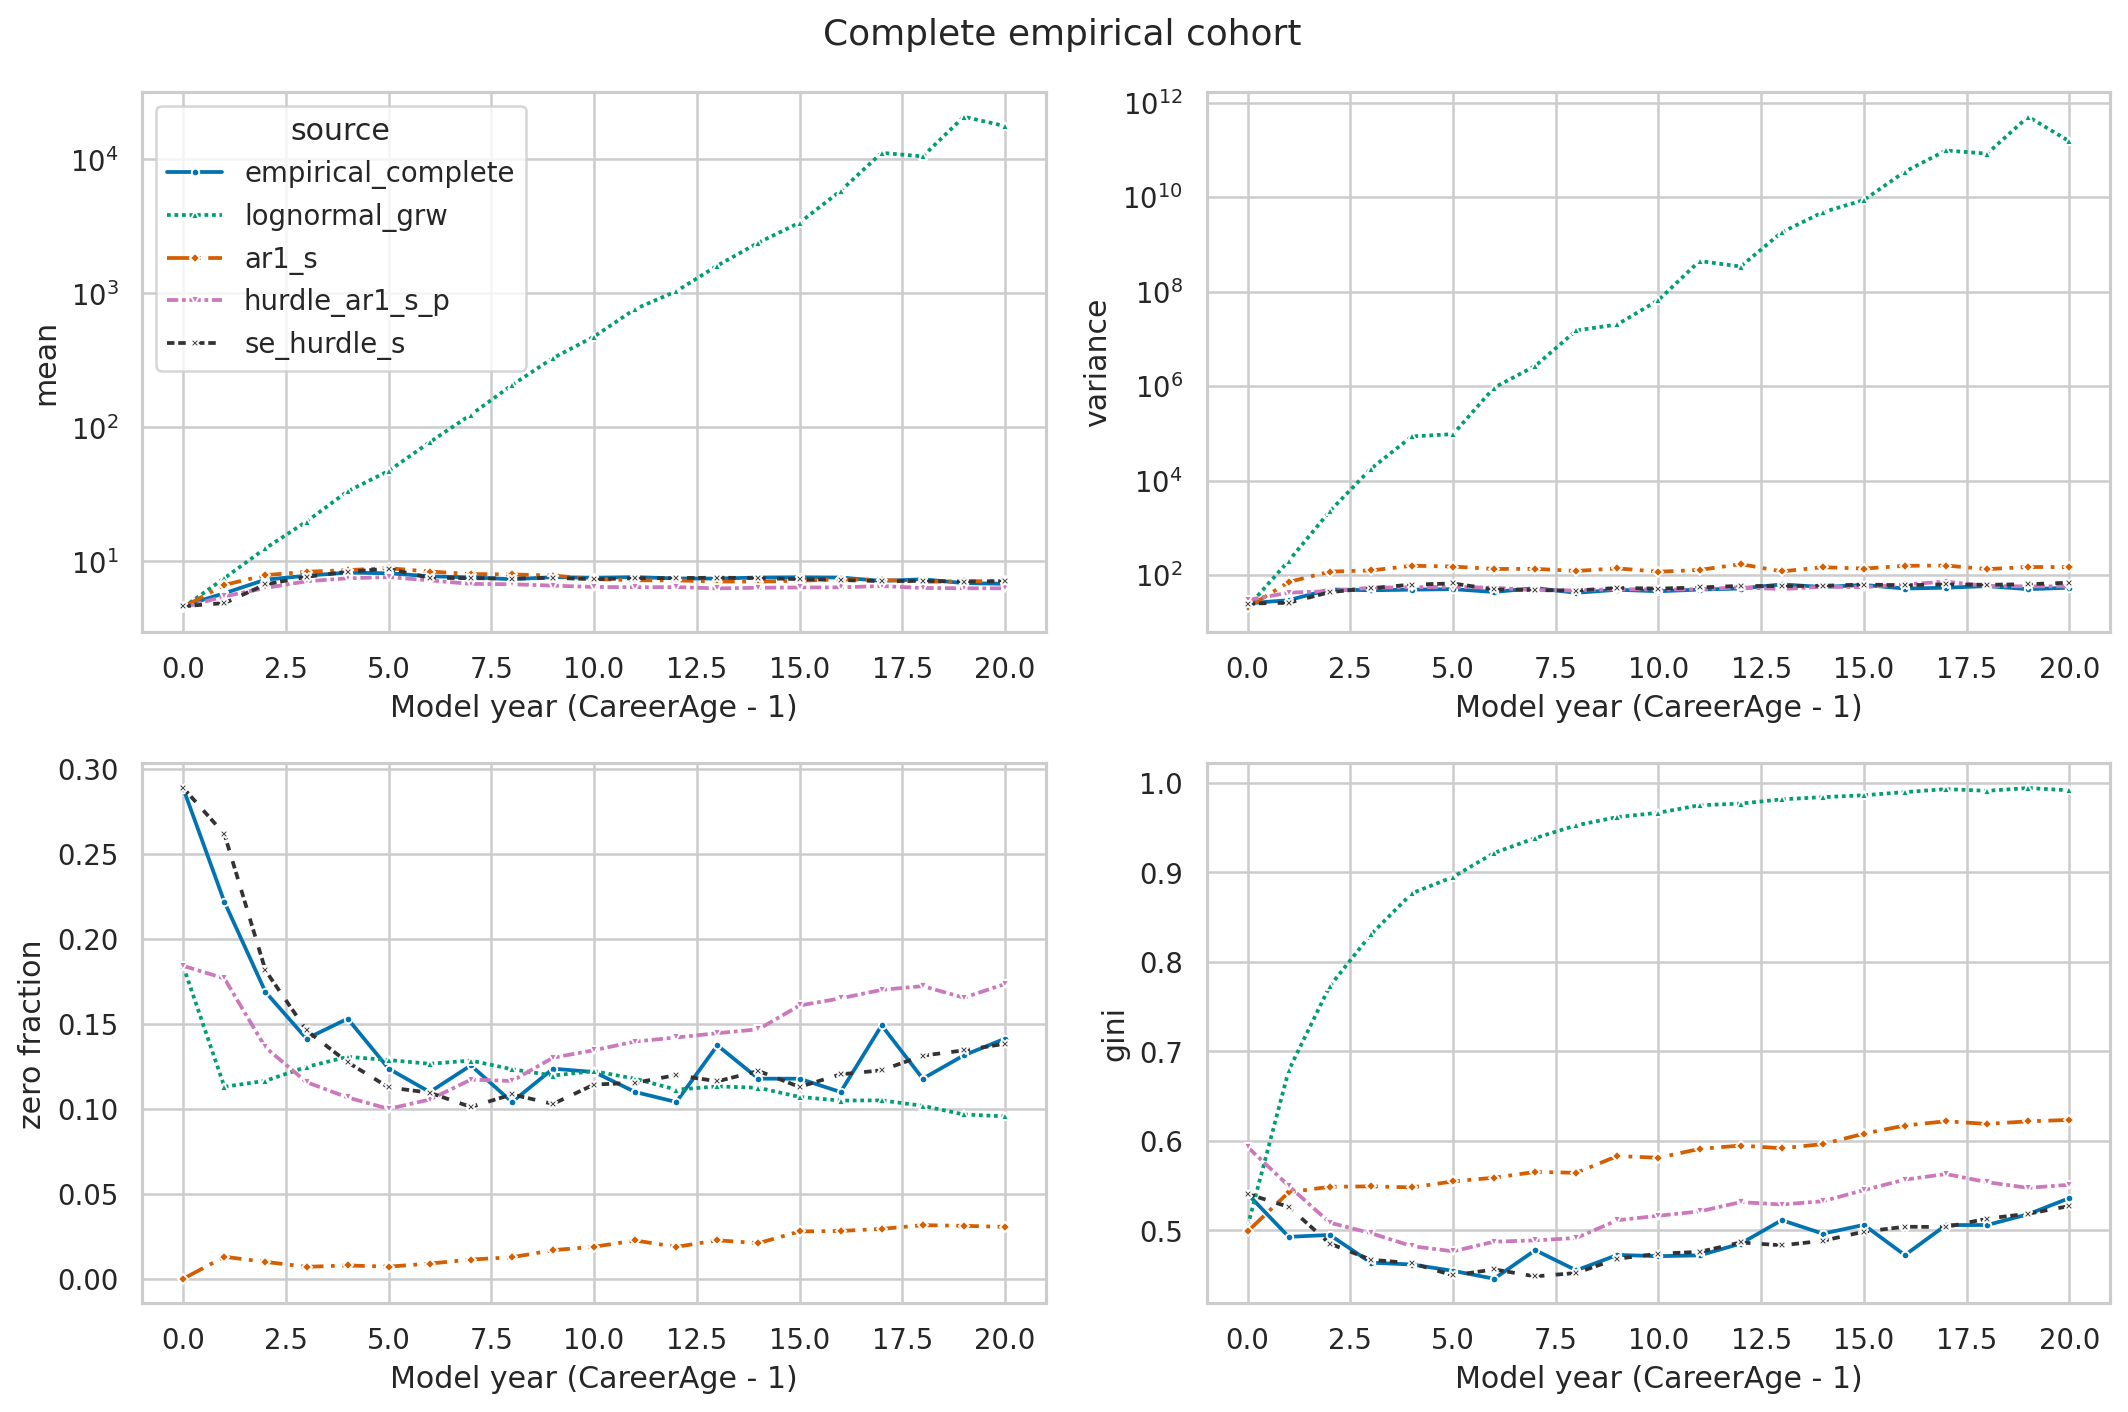 Complete empirical cohort
source
empirical_complete
lognormal_grw
ar1_s
hurdle_ar1_s_p
se_hurdle_s
mean
10⁴
10³
10²
10¹
0.0 2.5 5.0 7.5 10.0 12.5 15.0 17.5 20.0
Model year (CareerAge - 1)
variance
10¹²
10¹⁰
10⁸
10⁶
10⁴
10²
0.0 2.5 5.0 7.5 10.0 12.5 15.0 17.5 20.0
Model year (CareerAge - 1)
zero fraction
0.30
0.25
0.20
0.15
0.10
0.05
0.00
0.0 2.5 5.0 7.5 10.0 12.5 15.0 17.5 20.0
Model year (CareerAge - 1)
gini
1.0
0.9
0.8
0.7
0.6
0.5
0.0 2.5 5.0 7.5 10.0 12.5 15.0 17.5 20.0
Model year (CareerAge - 1)